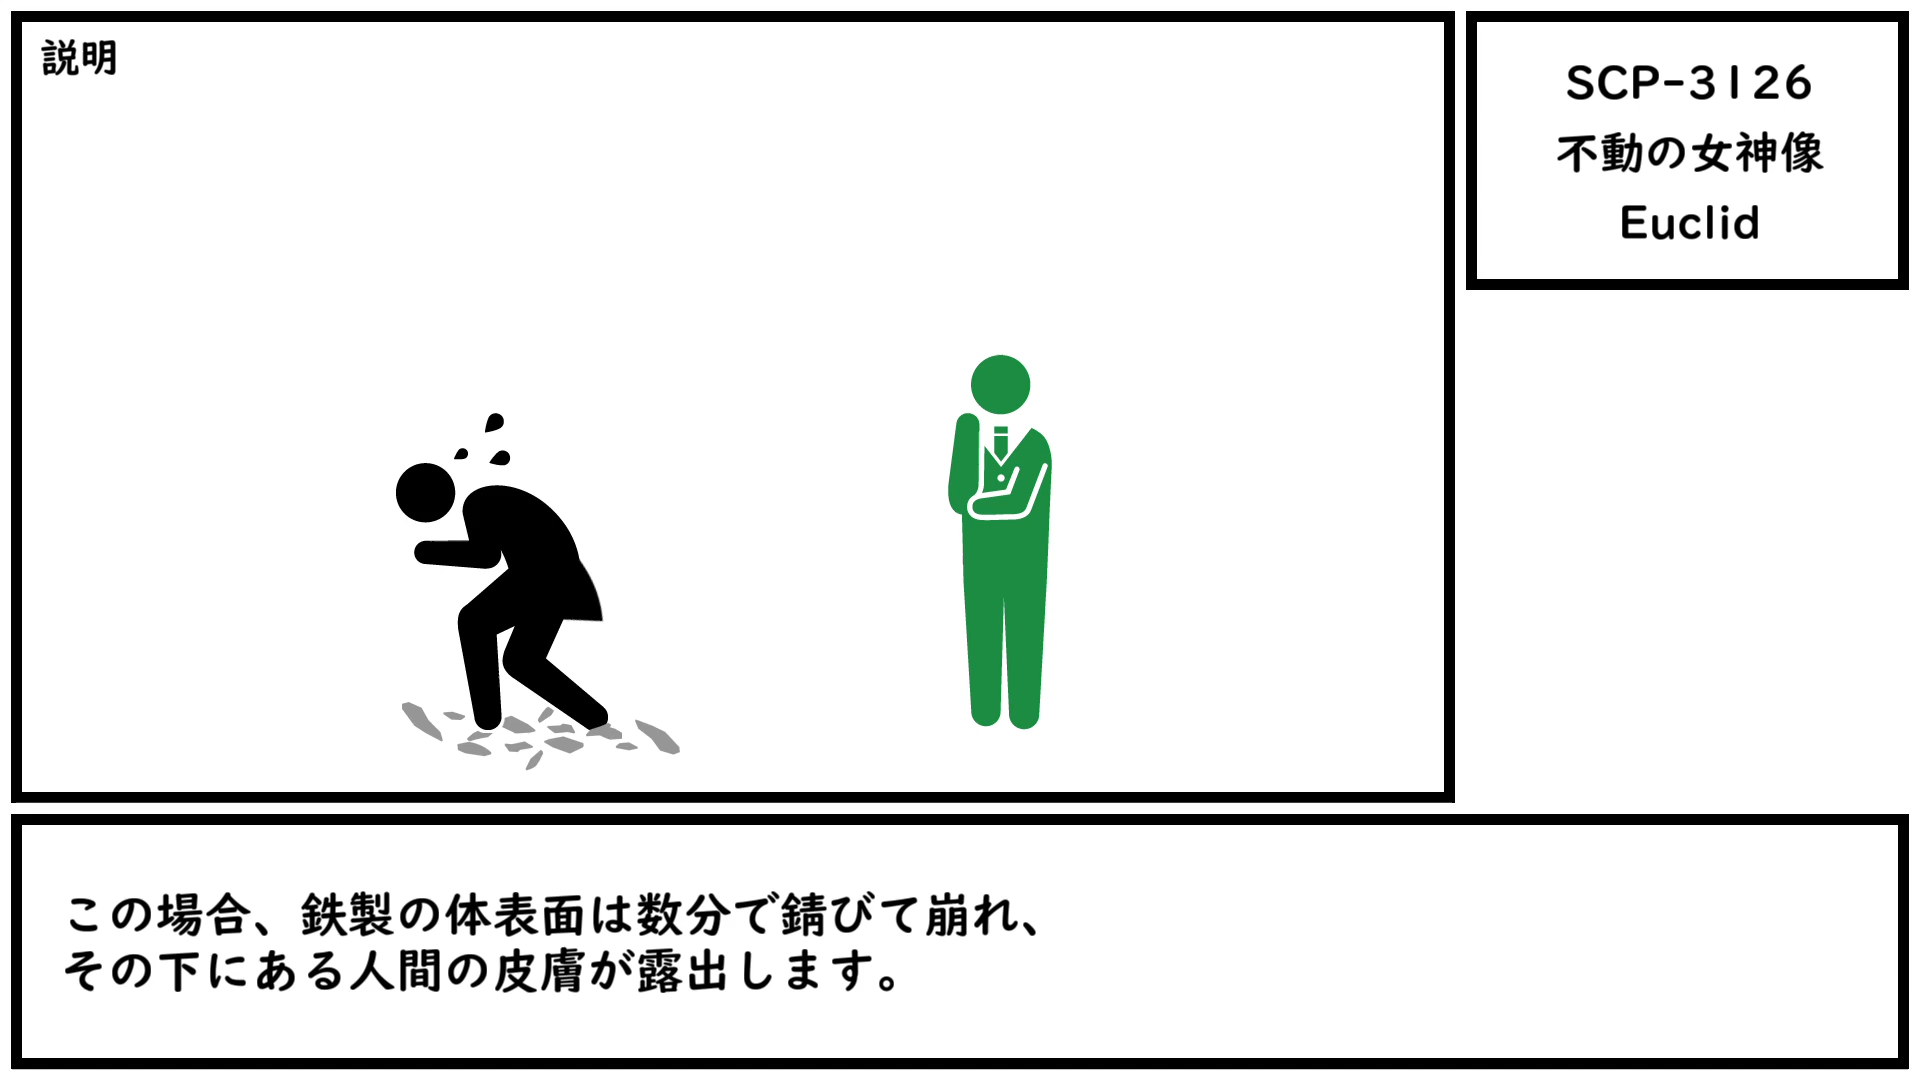 説明
SCP-3126
不動の女神像
Euclid
この場合、鉄製の体表面は数分で錆びて崩れ、
その下にある人間の皮膚が露出します。